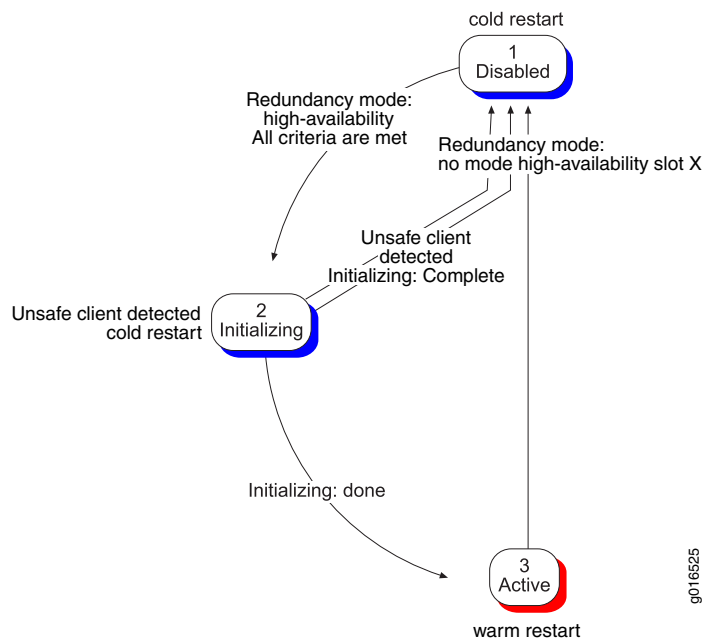 cold restart
1
Disabled
Redundancy mode:
high-availability
All criteria are met
Redundancy mode:
no mode high-availability slot X
Unsafe client
detected
Initializing: Complete
Unsafe client detected
cold restart
2
Initializing
Initializing: done
3
Active
warm restart
g016525